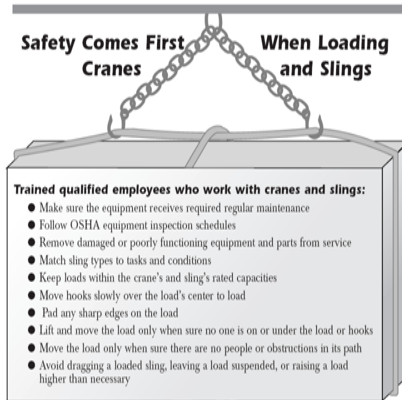 Safety Comes First
Cranes
When Loading
and Slings
Trained qualified employees who work with cranes and slings:
● Make sure the equipment receives required regular maintenance
● Follow OSHA equipment inspection schedules
● Remove damaged or poorly functioning equipment and parts from service
● Match sling types to tasks and conditions
● Keep loads within the crane's and sling's rated capacities
● Move hooks slowly over the load's center to load
● Pad any sharp edges on the load
● Lift and move the load only when sure no one is on or under the load or hooks
● Move the load only when sure there are no people or obstructions in its path
● Avoid dragging a loaded sling, leaving a load suspended, or raising a load
higher than necessary